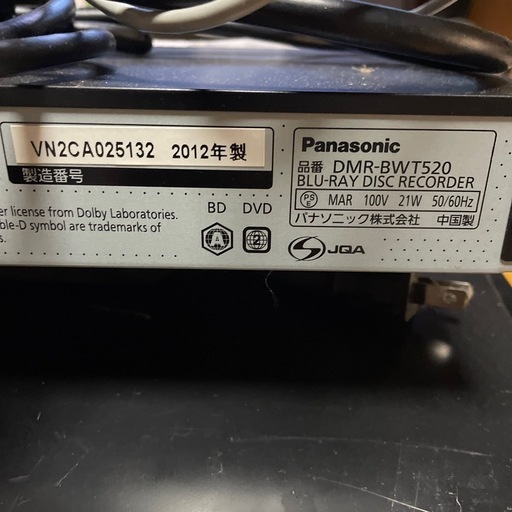 VN2CA025132 2012年製
製造番号
er license from Dolby Laboratories.
ble-D symbol are trademarks of
s.
BD DVD
A 2
Panasonic
品番 DMR-BWT520
BLU-RAY DISC RECORDER
PS E MAR 100V 21W 50/60Hz
パナソニック株式会社 中国製
S JQA